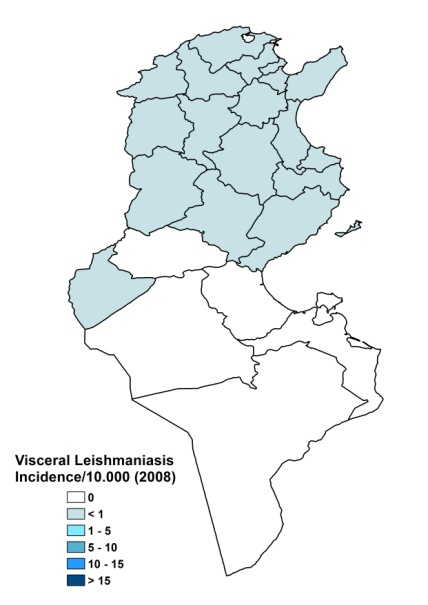 Visceral Leishmaniasis
Incidence/10.000 (2008)
0
< 1
1 - 5
5 - 10
10 - 15
> 15